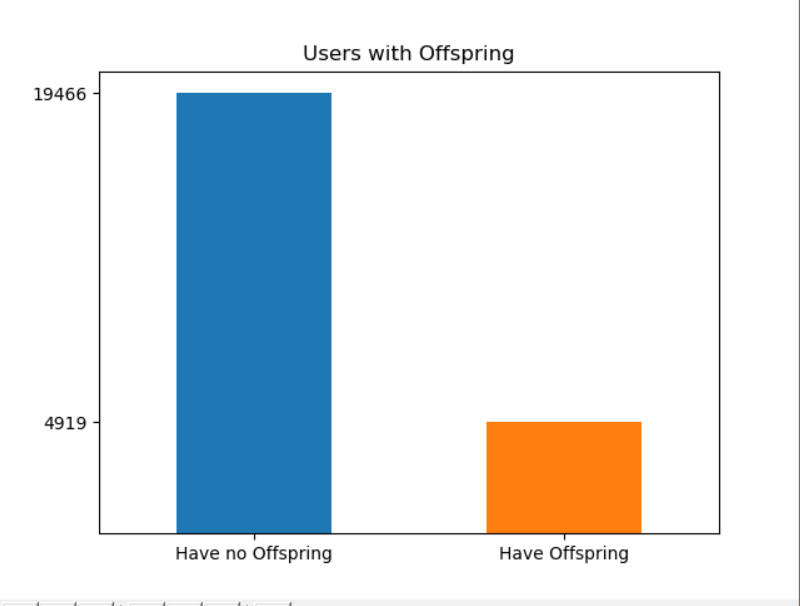 Users with Offspring
19466
4919
Have no Offspring
Have Offspring